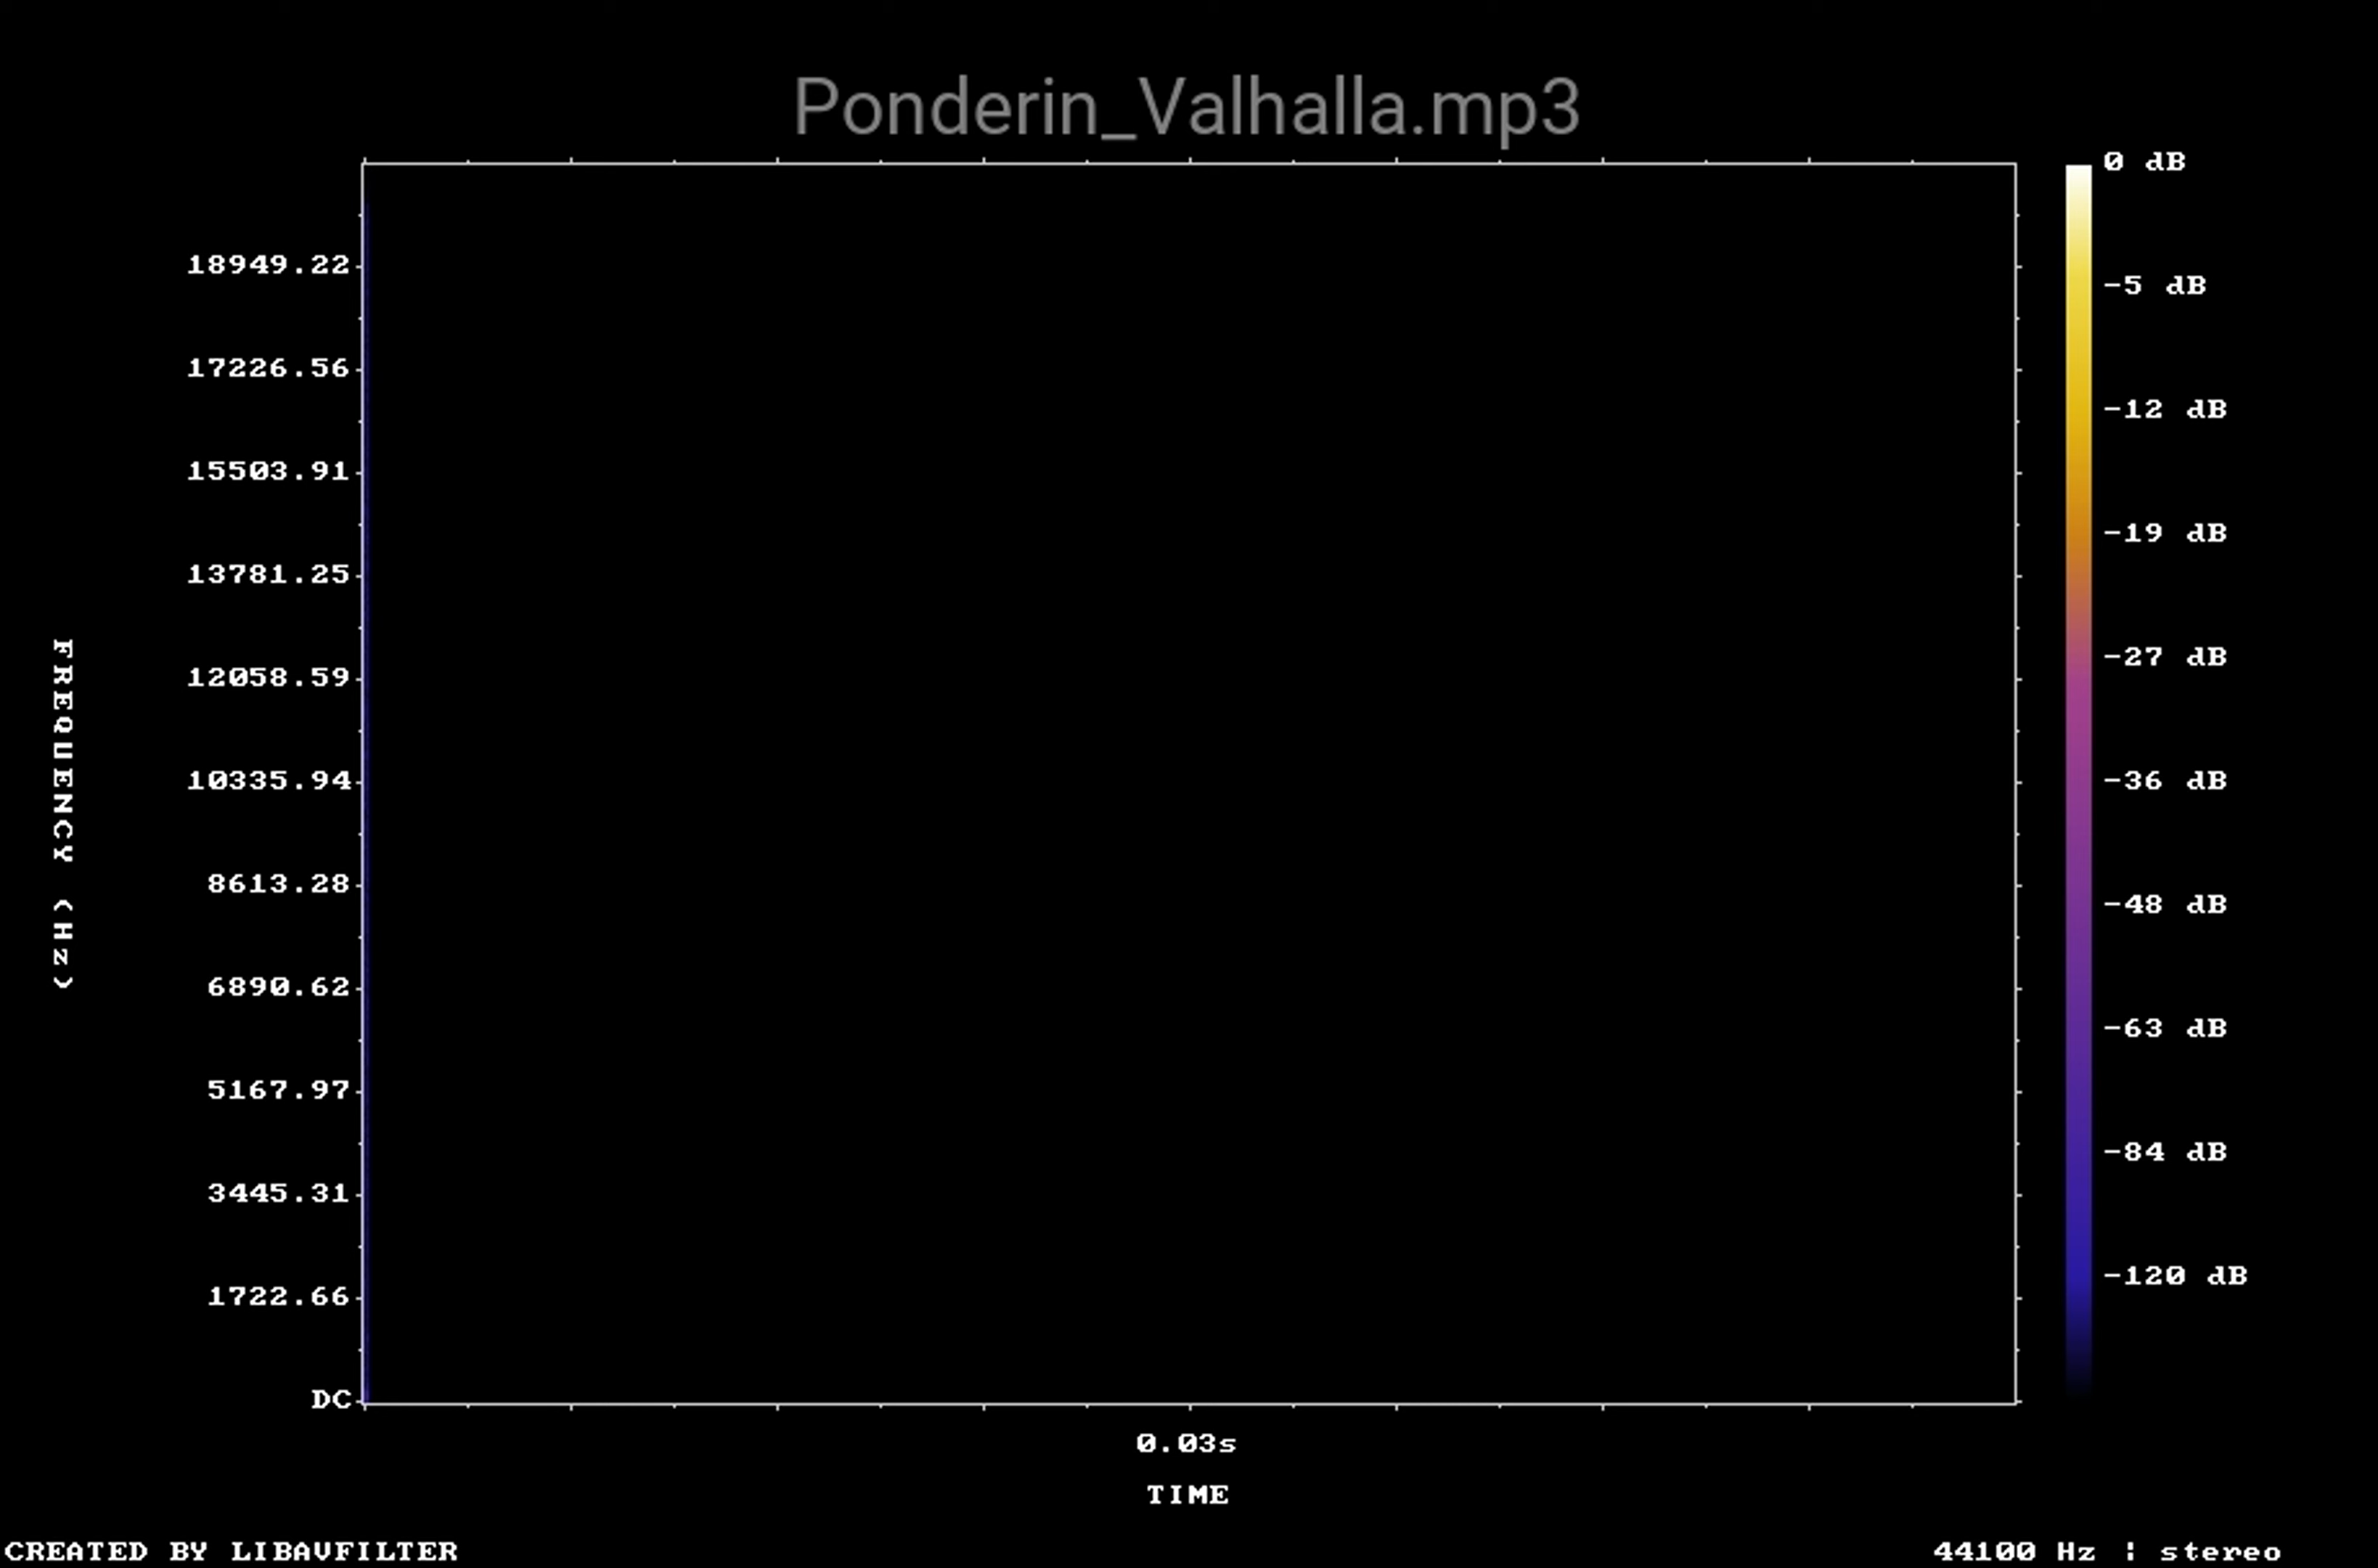 Ponderin_Valhalla.mp3
0 dB
18949.22
-5 dB
17226.56
-12 dB
15503.91
-19 dB
13781.25
-27 dB
12058.59
-36 dB
10335.94
-48 dB
8613.28
-63 dB
6890.62
-84 dB
5167.97
-120 dB
3445.31
1722.66
DC
FREQUENCY (Hz)
0.03s
TIME
CREATED BY LIBAVFILTER
44100 Hz | stereo